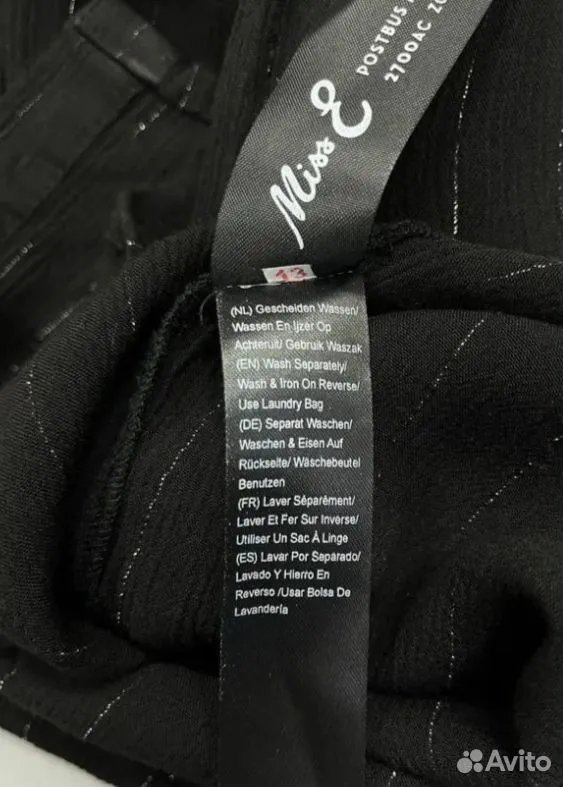 Miss E
POSTBUS
2700AC
13
(NL) Gescheiden Wassen/
Wassen En Ijzer Op
Achteruit/ Gebruik Waszak
(EN) Wash Separately/
Wash & Iron On Reverse/
Use Laundry Bag
(DE) Separat Waschen/
Waschen & Eisen Auf
Rückseite/ Wäschebeutel
Benutzen
(FR) Laver Séparément/
Laver Et Fer Sur Inverse/
Utiliser Un Sac À Linge
(ES) Lavar Por Separado/
Lavado Y Hierro En
Reverso /Usar Bolsa De
Lavandería
Avito